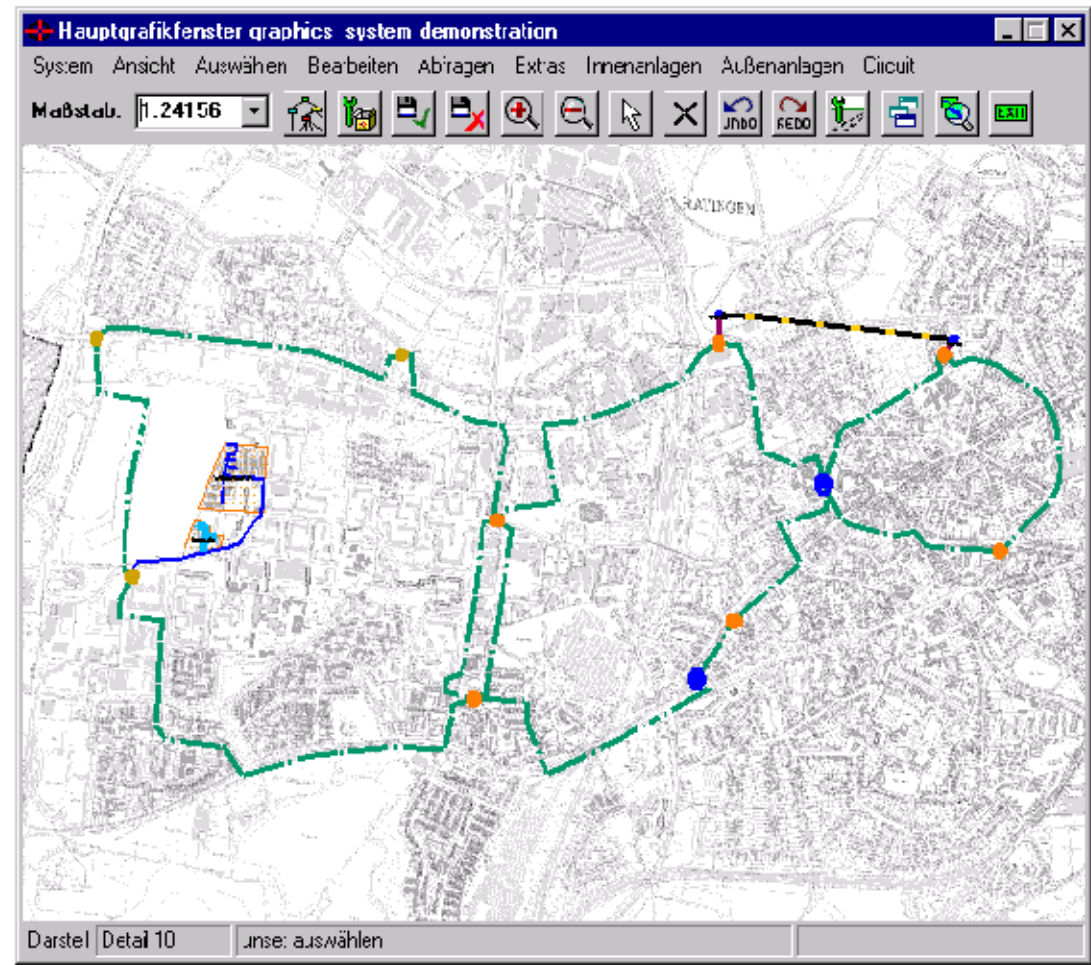 Hauptgrafikfenster graphics system demonstration
System Ansicht Auswählen Bearbeiten Abfragen Extras Innenanlagen Außenanlagen Circuit
Maßstab. 1.24156 UNDO REDO EXIT
RATINGEN
Darstel Detail 10 auswählen